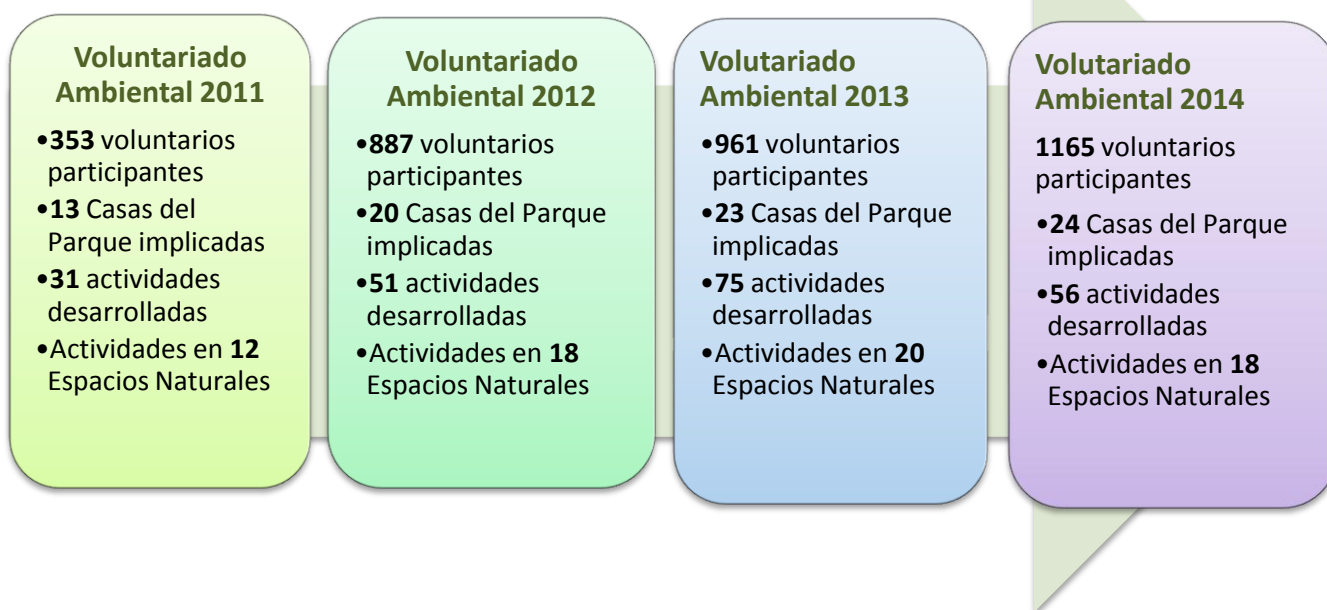 Voluntariado
Ambiental 2011
•353 voluntarios
participantes
•13 Casas del
Parque implicadas
•31 actividades
desarrolladas
•Actividades en 12
Espacios Naturales
Voluntariado
Ambiental 2012
•887 voluntarios
participantes
•20 Casas del Parque
implicadas
•51 actividades
desarrolladas
•Actividades en 18
Espacios Naturales
Volutariado
Ambiental 2013
•961 voluntarios
participantes
•23 Casas del Parque
implicadas
•75 actividades
desarrolladas
•Actividades en 20
Espacios Naturales
Volutariado
Ambiental 2014
1165 voluntarios
participantes
•24 Casas del Parque
implicadas
•56 actividades
desarrolladas
•Actividades en 18
Espacios Naturales